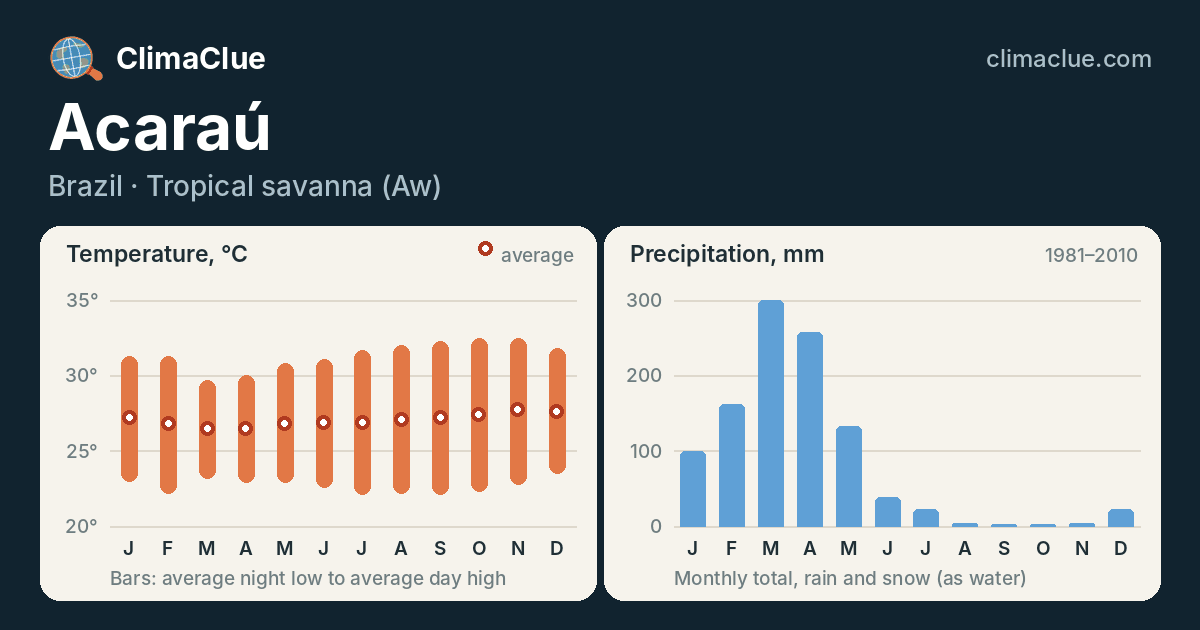 ClimaClue
climaclue.com
Acaraú
Brazil · Tropical savanna (Aw)
Temperature, °C
average
35°
30°
25°
20°
J F M A M J J A S O N D
Bars: average night low to average day high
Precipitation, mm
1981–2010
300
200
100
0
J F M A M J J A S O N D
Monthly total, rain and snow (as water)